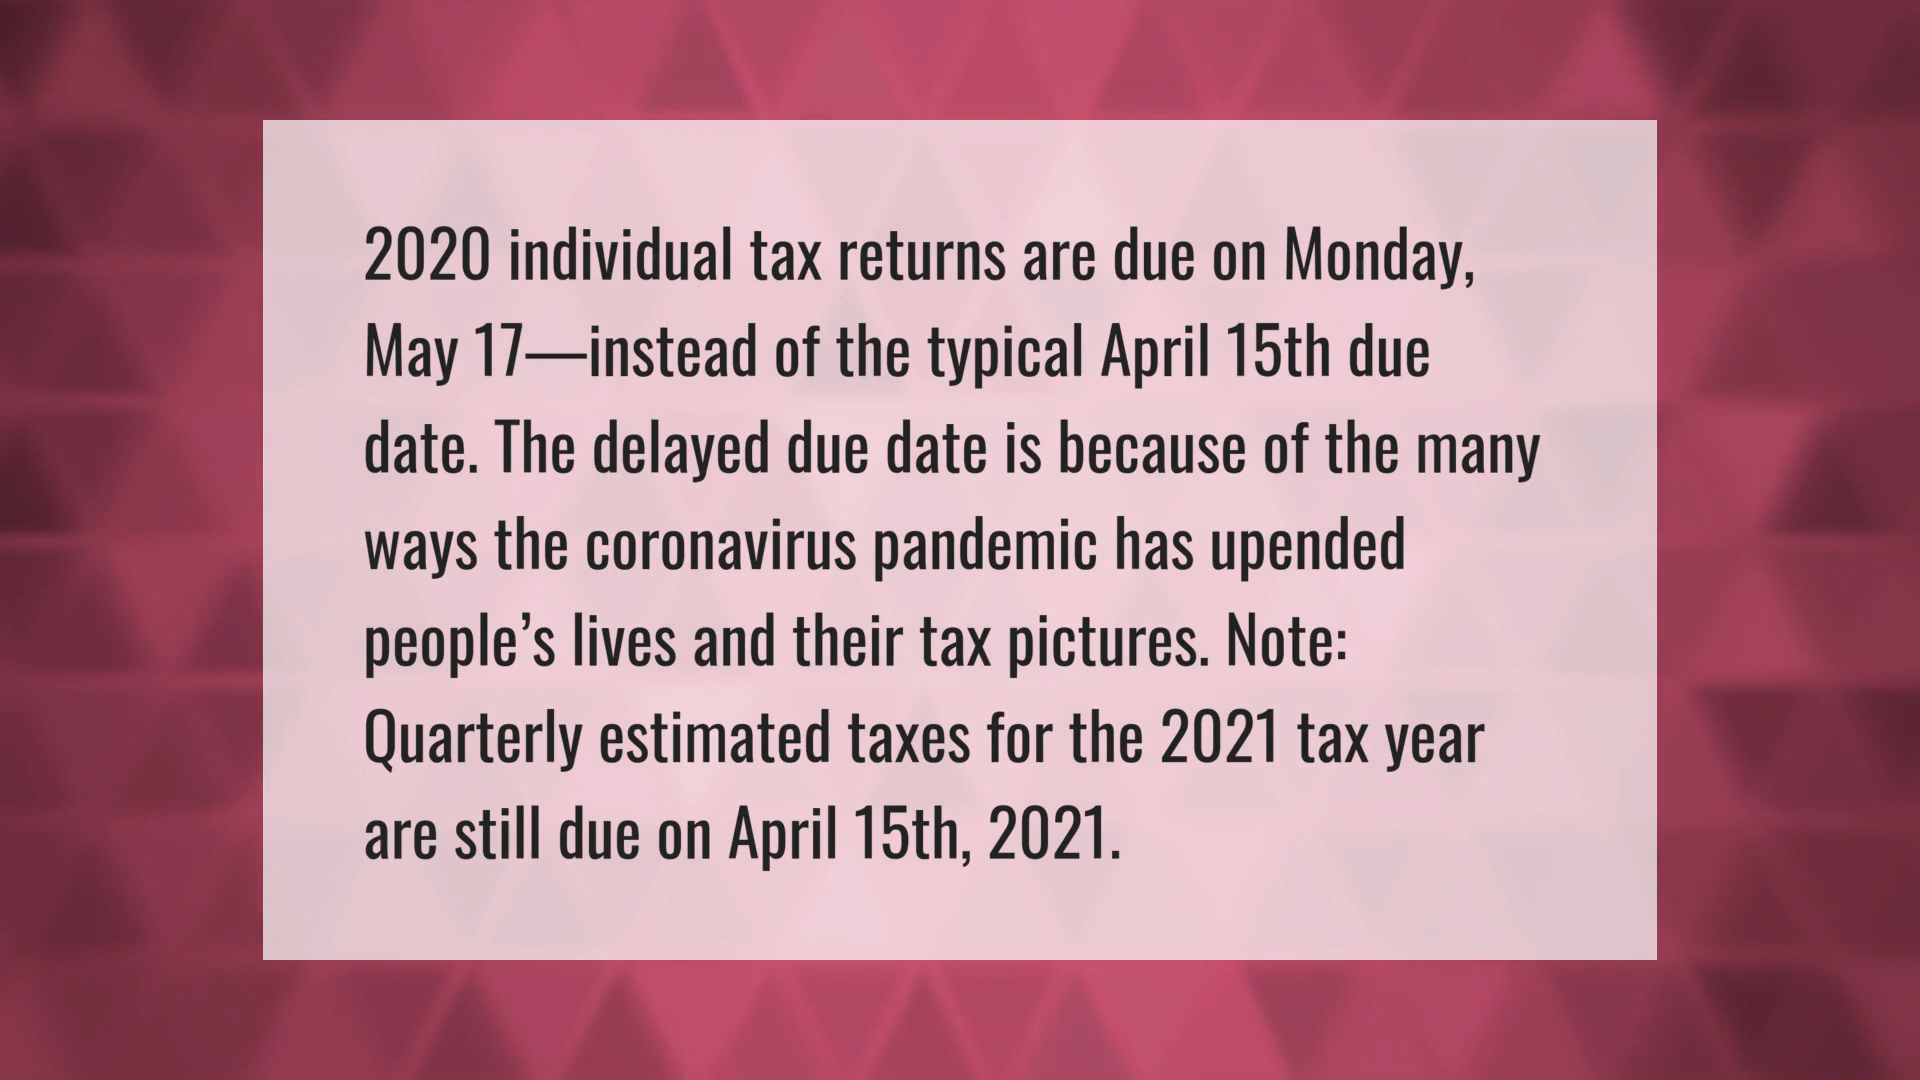 2020 individual tax returns are due on Monday,
May 17—instead of the typical April 15th due
date. The delayed due date is because of the many
ways the coronavirus pandemic has upended
people’s lives and their tax pictures. Note:
Quarterly estimated taxes for the 2021 tax year
are still due on April 15th, 2021.